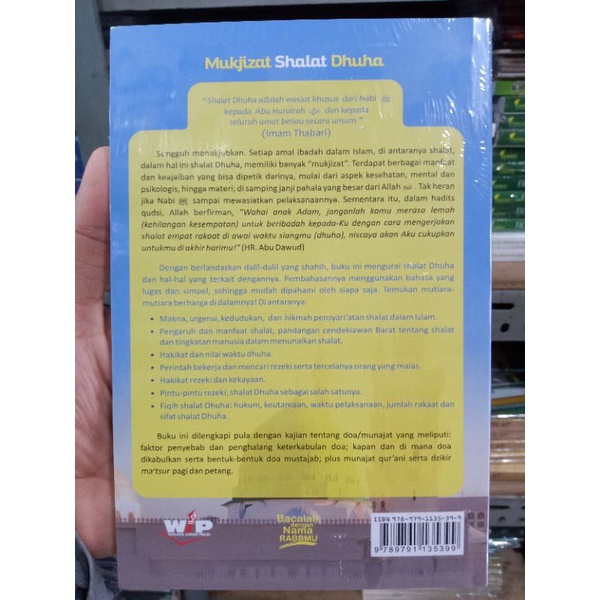 Mukjizat Shalat Dhuha
"Shalat Dhuha adalah wasiat khusus dari Nabi ﷺ
kepada Abu Hurairah dan kepada
seluruh umat beliau secara umum."
(Imam Thabari)
Sungguh menakjubkan. Setiap amal ibadah dalam Islam, di antaranya shalat,
dalam hal ini shalat Dhuha, memiliki banyak "mukjizat". Terdapat berbagai manfaat
dan keajaiban yang bisa dipetik darinya, mulai dari aspek kesehatan, mental dan
psikologis, hingga materi; di samping janji pahala yang besar dari Allah. Tak heran
jika Nabi ﷺ sampai mewasiatkan pelaksanaannya. Sementara itu, dalam hadits
qudsi, Allah berfirman, "Wahai anak Adam, janganlah kamu merasa lemah
(kehilangan kesempatan) untuk beribadah kepada-Ku dengan cara mengerjakan
shalat empat rakaat di awal waktu siangmu (dhuha), niscaya akan Aku cukupkan
untukmu di akhir harimu!" (HR. Abu Dawud)
Dengan berlandaskan dalil-dalil yang shahih, buku ini mengurai shalat Dhuha
dan hal-hal yang terkait dengannya. Pembahasannya menggunakan bahasa yang
lugas dan simpel, sehingga mudah dipahami oleh siapa saja. Temukan mutiara-
mutiara berharga di dalamnya! Di antaranya:
• Makna, urgensi, kedudukan, dan hikmah pensyari'atan shalat dalam Islam.
• Pengaruh dan manfaat shalat, pandangan cendekiawan Barat tentang shalat
dan tingkatan manusia dalam menunaikan shalat.
• Hakikat dan nilai waktu dhuha.
• Perintah bekerja dan mencari rezeki serta tercelanya orang yang malas.
• Hakikat rezeki dan kekayaan.
• Pintu-pintu rezeki; shalat Dhuha sebagai salah satunya.
• Fiqih shalat Dhuha: hukum, keutamaan, waktu pelaksanaan, jumlah rakaat dan
sifat shalat Dhuha.
Buku ini dilengkapi pula dengan kajian tentang doa/munajat yang meliputi:
faktor penyebab dan penghalang keterkabulan doa; kapan dan di mana doa
dikabulkan serta bentuk-bentuk doa mustajab; plus munajat qur'ani serta dzikir
ma'tsur pagi dan petang.
WIP
Bacalah
dengan
Nama
RABBMU
ISBN 978-979-1135-39-9
9789791135399